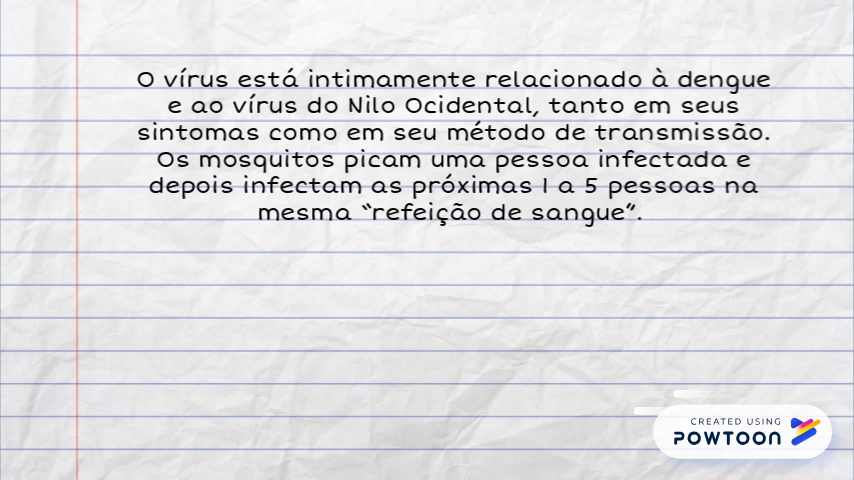 O vírus está intimamente relacionado à dengue
e ao vírus do Nilo Ocidental, tanto em seus
sintomas como em seu método de transmissão.
Os mosquitos picam uma pessoa infectada e
depois infectam as próximas 1 a 5 pessoas na
mesma “refeição de sangue”.
CREATED USING
POWTOON